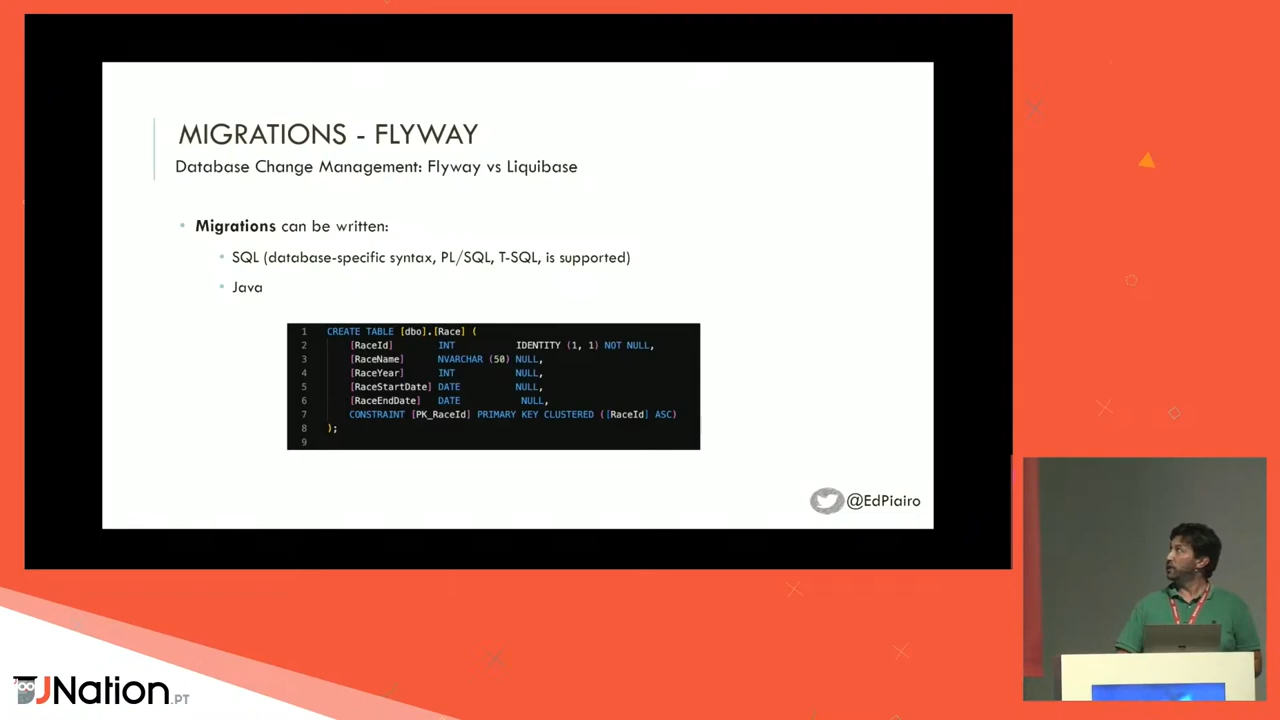 MIGRATIONS - FLYWAY
Database Change Management: Flyway vs Liquibase
• Migrations can be written:
• SQL (database-specific syntax, PL/SQL, T-SQL, is supported)
• Java
1 CREATE TABLE [dbo].[Race] (
2 [RaceId] INT IDENTITY (1, 1) NOT NULL,
3 [RaceName] NVARCHAR (50) NULL,
4 [RaceYear] INT NULL,
5 [RaceStartDate] DATE NULL,
6 [RaceEndDate] DATE NULL,
7 CONSTRAINT [PK_RaceId] PRIMARY KEY CLUSTERED ([RaceId] ASC)
8 );
9
@EdPiairo
JNation.PT